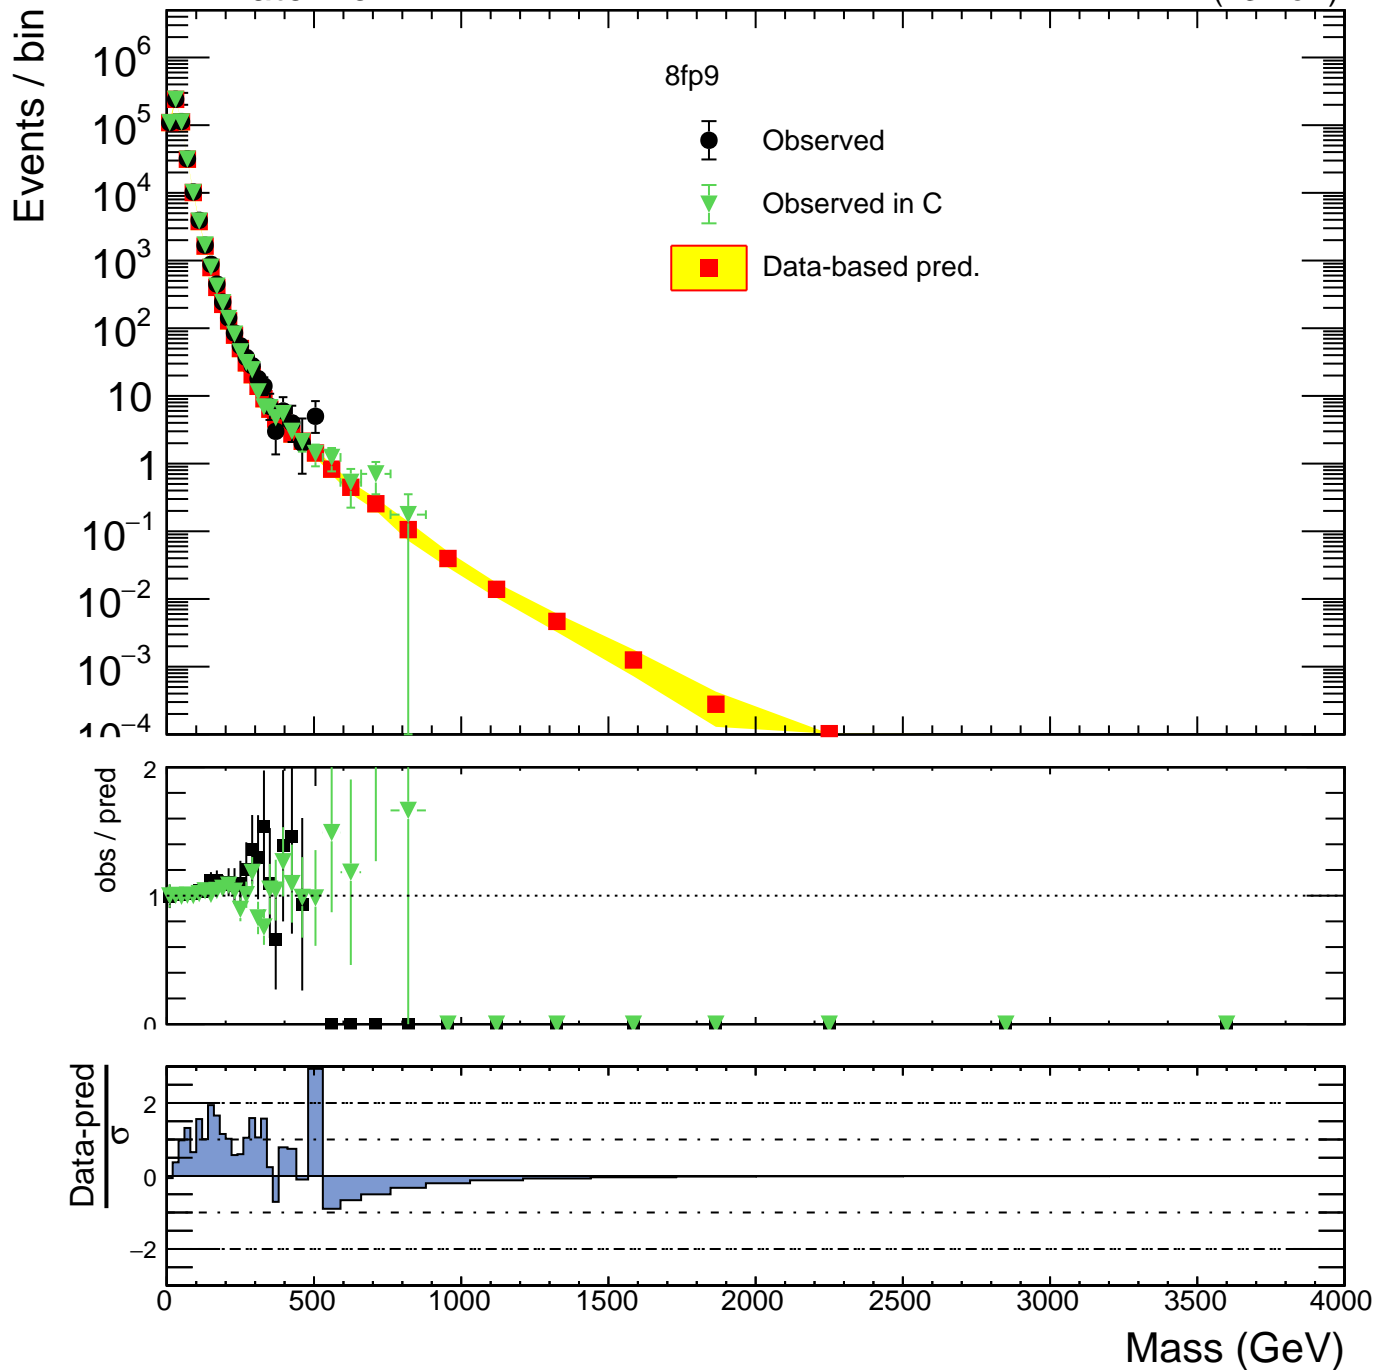 Events / bin
10^6
10^5
10^4
10^3
10^2
10
1
10^−1
10^−2
10^−3
10^−4
8fp9
Observed
Observed in C
Data-based pred.
obs / pred
2
1
0
Data-pred
σ
2
0
−2
0 500 1000 1500 2000 2500 3000 3500 4000
Mass (GeV)